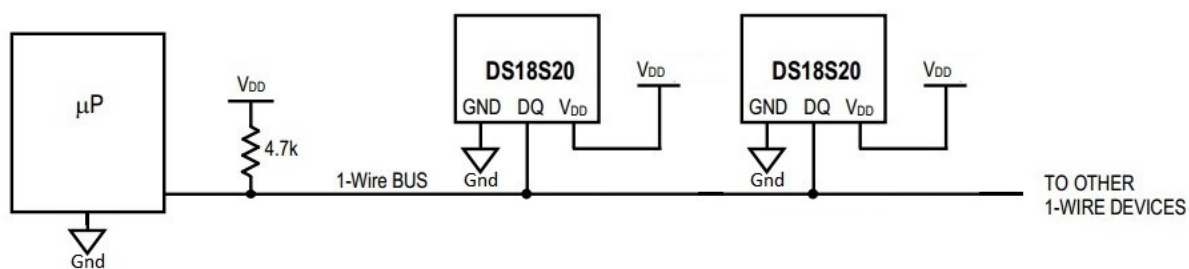 μP
Gnd
VDD
4.7k
1-Wire BUS
DS18S20
GND DQ VDD
Gnd
VDD
DS18S20
GND DQ VDD
Gnd
VDD
TO OTHER
1-WIRE DEVICES